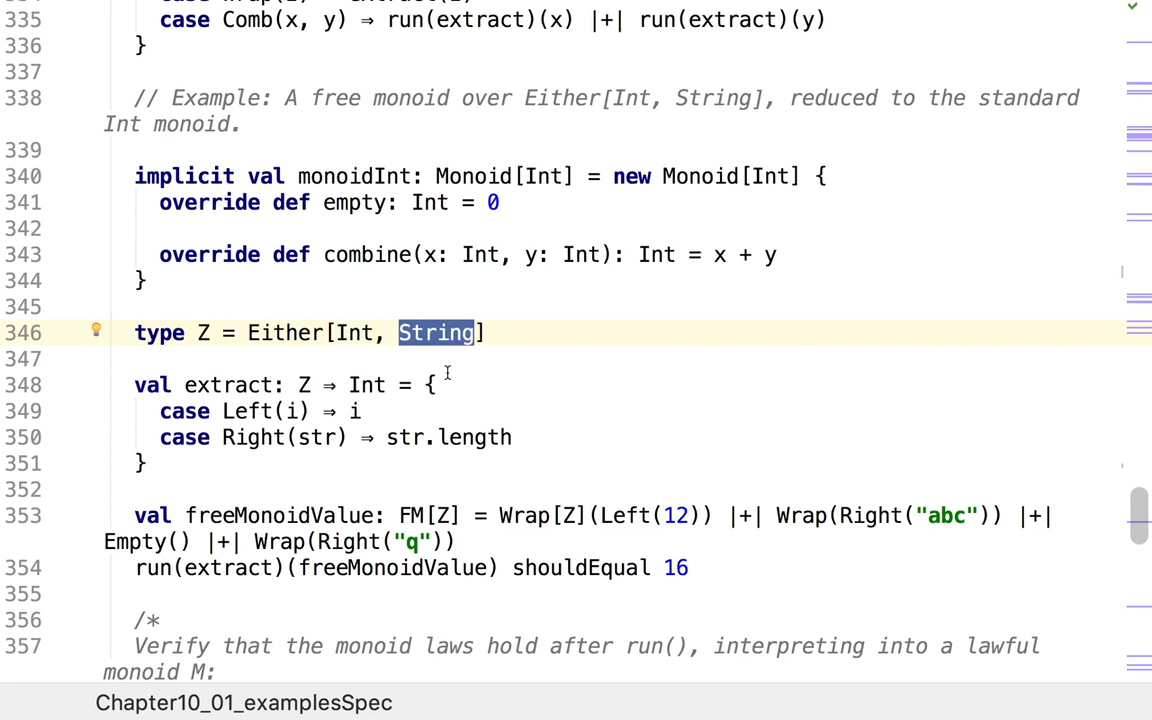 335 case Comb(x, y) ⇒ run(extract)(x) |+| run(extract)(y)
336 }
337
338 // Example: A free monoid over Either[Int, String], reduced to the standard
Int monoid.
339
340 implicit val monoidInt: Monoid[Int] = new Monoid[Int] {
341 override def empty: Int = 0
342
343 override def combine(x: Int, y: Int): Int = x + y
344 }
345
346 type Z = Either[Int, String]
347
348 val extract: Z ⇒ Int = {
349 case Left(i) ⇒ i
350 case Right(str) ⇒ str.length
351 }
352
353 val freeMonoidValue: FM[Z] = Wrap[Z](Left(12)) |+| Wrap(Right("abc")) |+|
Empty() |+| Wrap(Right("q"))
354 run(extract)(freeMonoidValue) shouldEqual 16
355
356 /*
357 Verify that the monoid laws hold after run(), interpreting into a lawful
monoid M:
Chapter10_01_examplesSpec